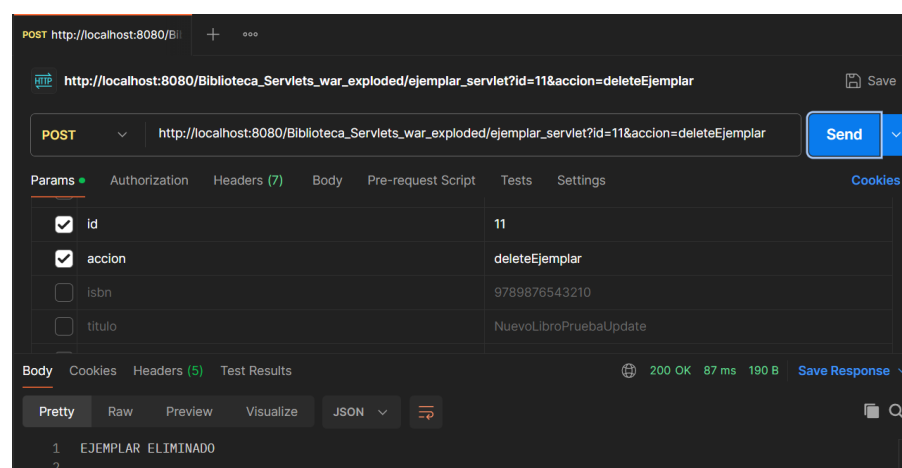 POST http://localhost:8080/Bi
HTTP http://localhost:8080/Biblioteca_Servlets_war_exploded/ejemplar_servlet?id=11&accion=deleteEjemplar Save
POST http://localhost:8080/Biblioteca_Servlets_war_exploded/ejemplar_servlet?id=11&accion=deleteEjemplar Send
Params Authorization Headers (7) Body Pre-request Script Tests Settings Cookies
id 11
accion deleteEjemplar
isbn 9789876543210
titulo NuevoLibroPruebaUpdate
Body Cookies Headers (5) Test Results 200 OK 87 ms 190 B Save Response
Pretty Raw Preview Visualize JSON
1 EJEMPLAR ELIMINADO
2